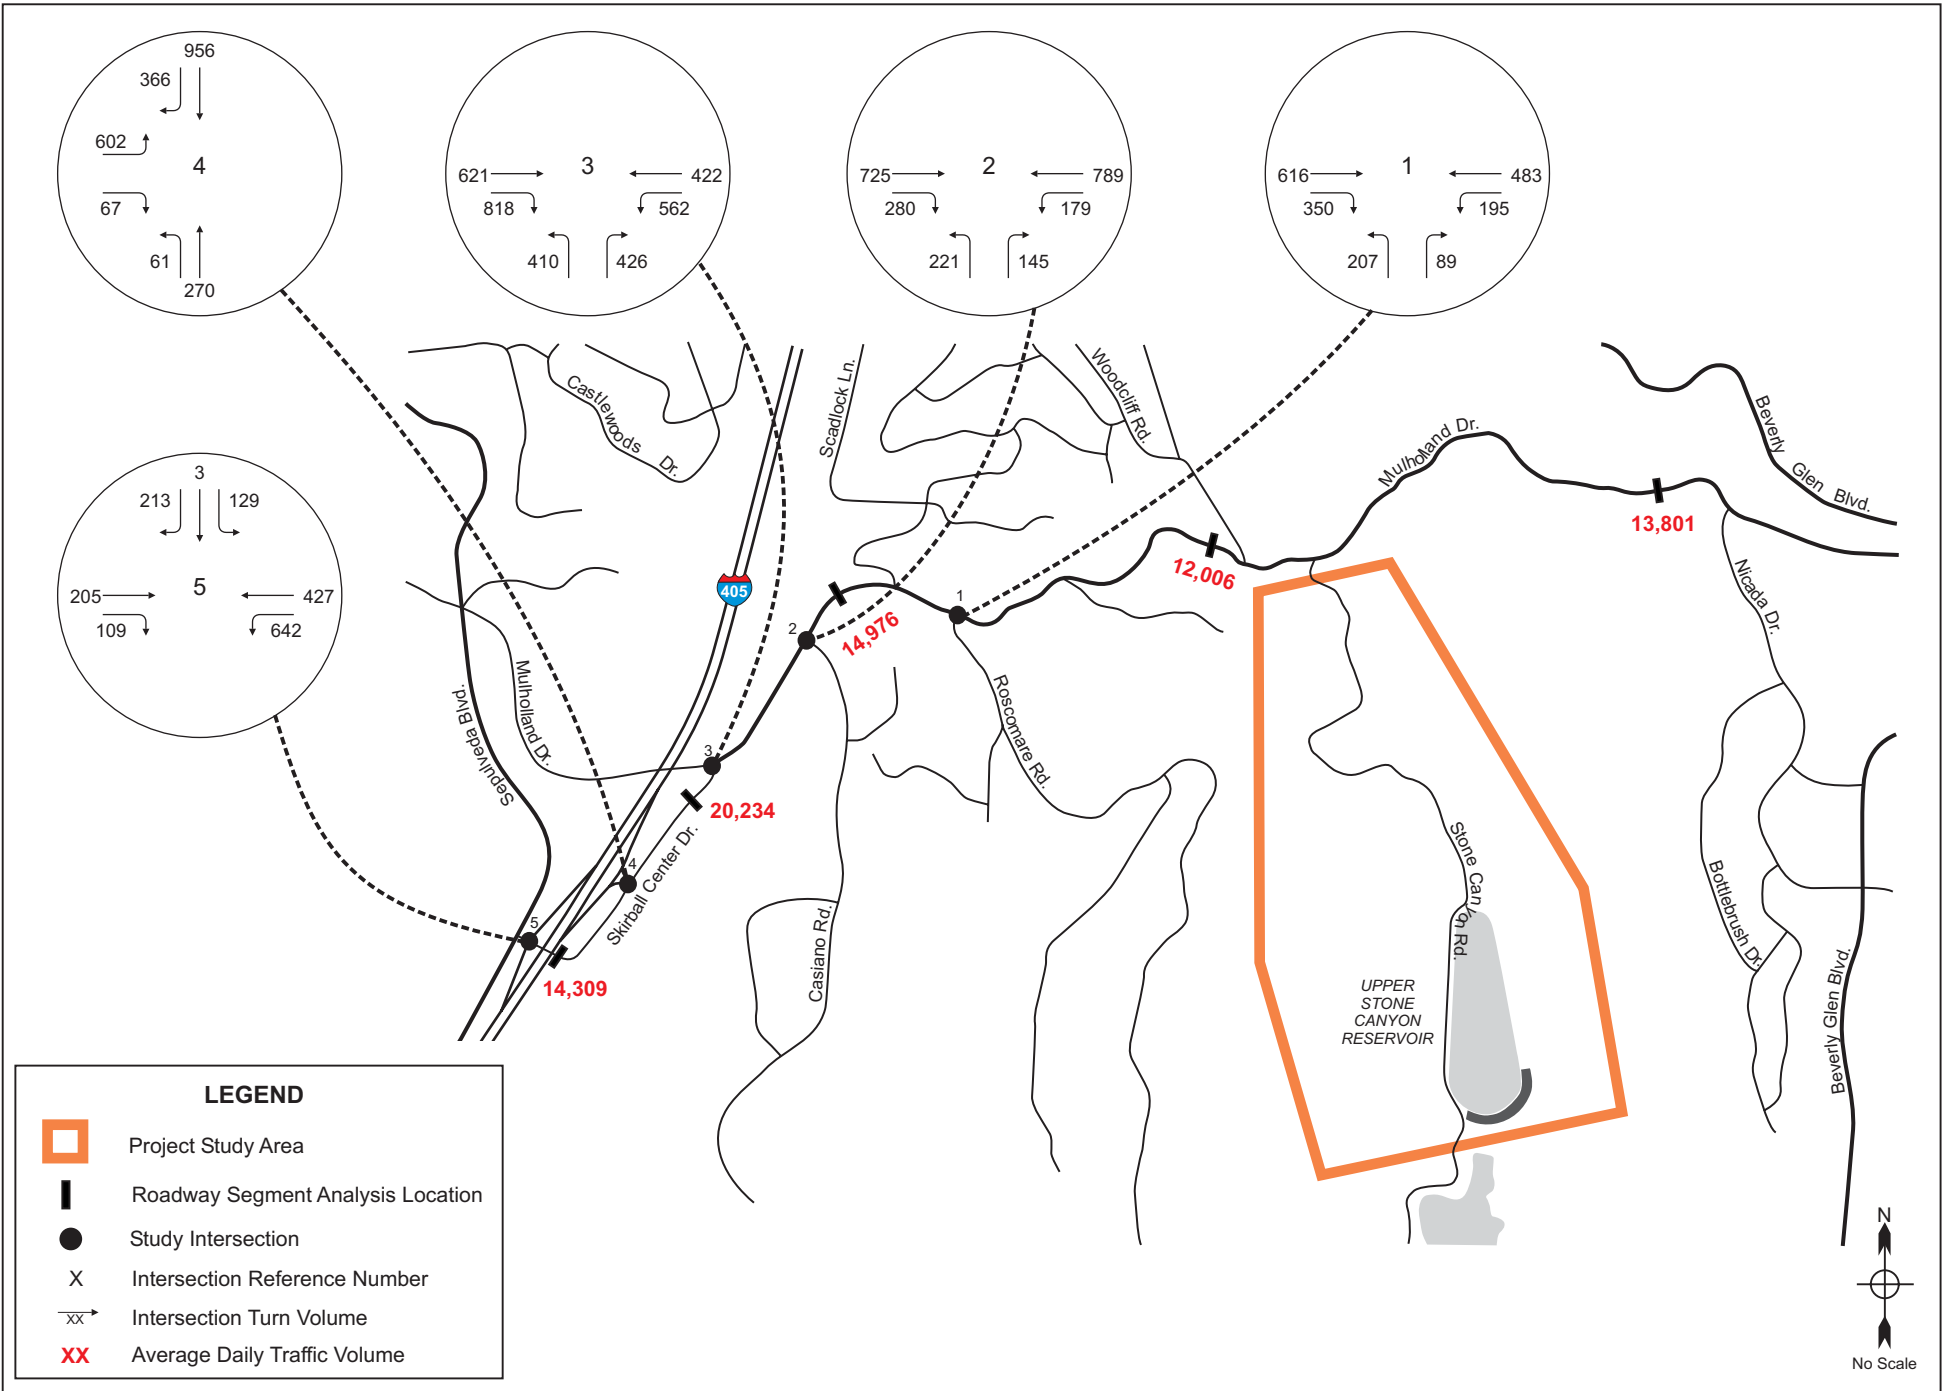 956
366
602
4
67
61
270
621
3
422
818
562
410
426
725
2
789
280
179
221
145
616
1
483
350
195
207
89
3
213
129
205
5
427
109
642
Castlewoods Dr.
Scadlock Ln.
Woodcliff Rd.
Mulholland Dr.
Beverly Glen Blvd.
13,801
12,006
405
1
2
14,976
Nicada Dr.
Mulholland Dr.
Sepulveda Blvd.
Roscomare Rd.
3
20,234
4
Skirball Center Dr.
5
14,309
Casiano Rd.
Stone Canyon Rd.
Bottlebrush Dr.
Beverly Glen Blvd.
UPPER
STONE
CANYON
RESERVOIR
LEGEND
Project Study Area
Roadway Segment Analysis Location
Study Intersection
X Intersection Reference Number
XX Intersection Turn Volume
XX Average Daily Traffic Volume
N
No Scale